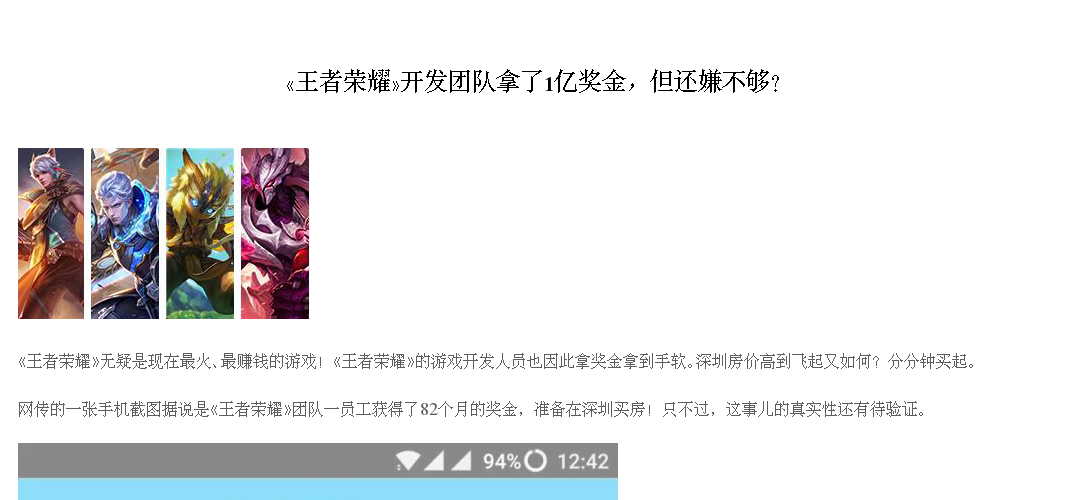 《王者荣耀》开发团队拿了1亿奖金，但还嫌不够？
《王者荣耀》无疑是现在最火、最赚钱的游戏！《王者荣耀》的游戏开发人员也因此拿奖金拿到手软。深圳房价高到飞起又如何？分分钟买起。
网传的一张手机截图据说是《王者荣耀》团队一员工获得了82个月的奖金，准备在深圳买房！只不过，这事儿的真实性还有待验证。
94% 12:42